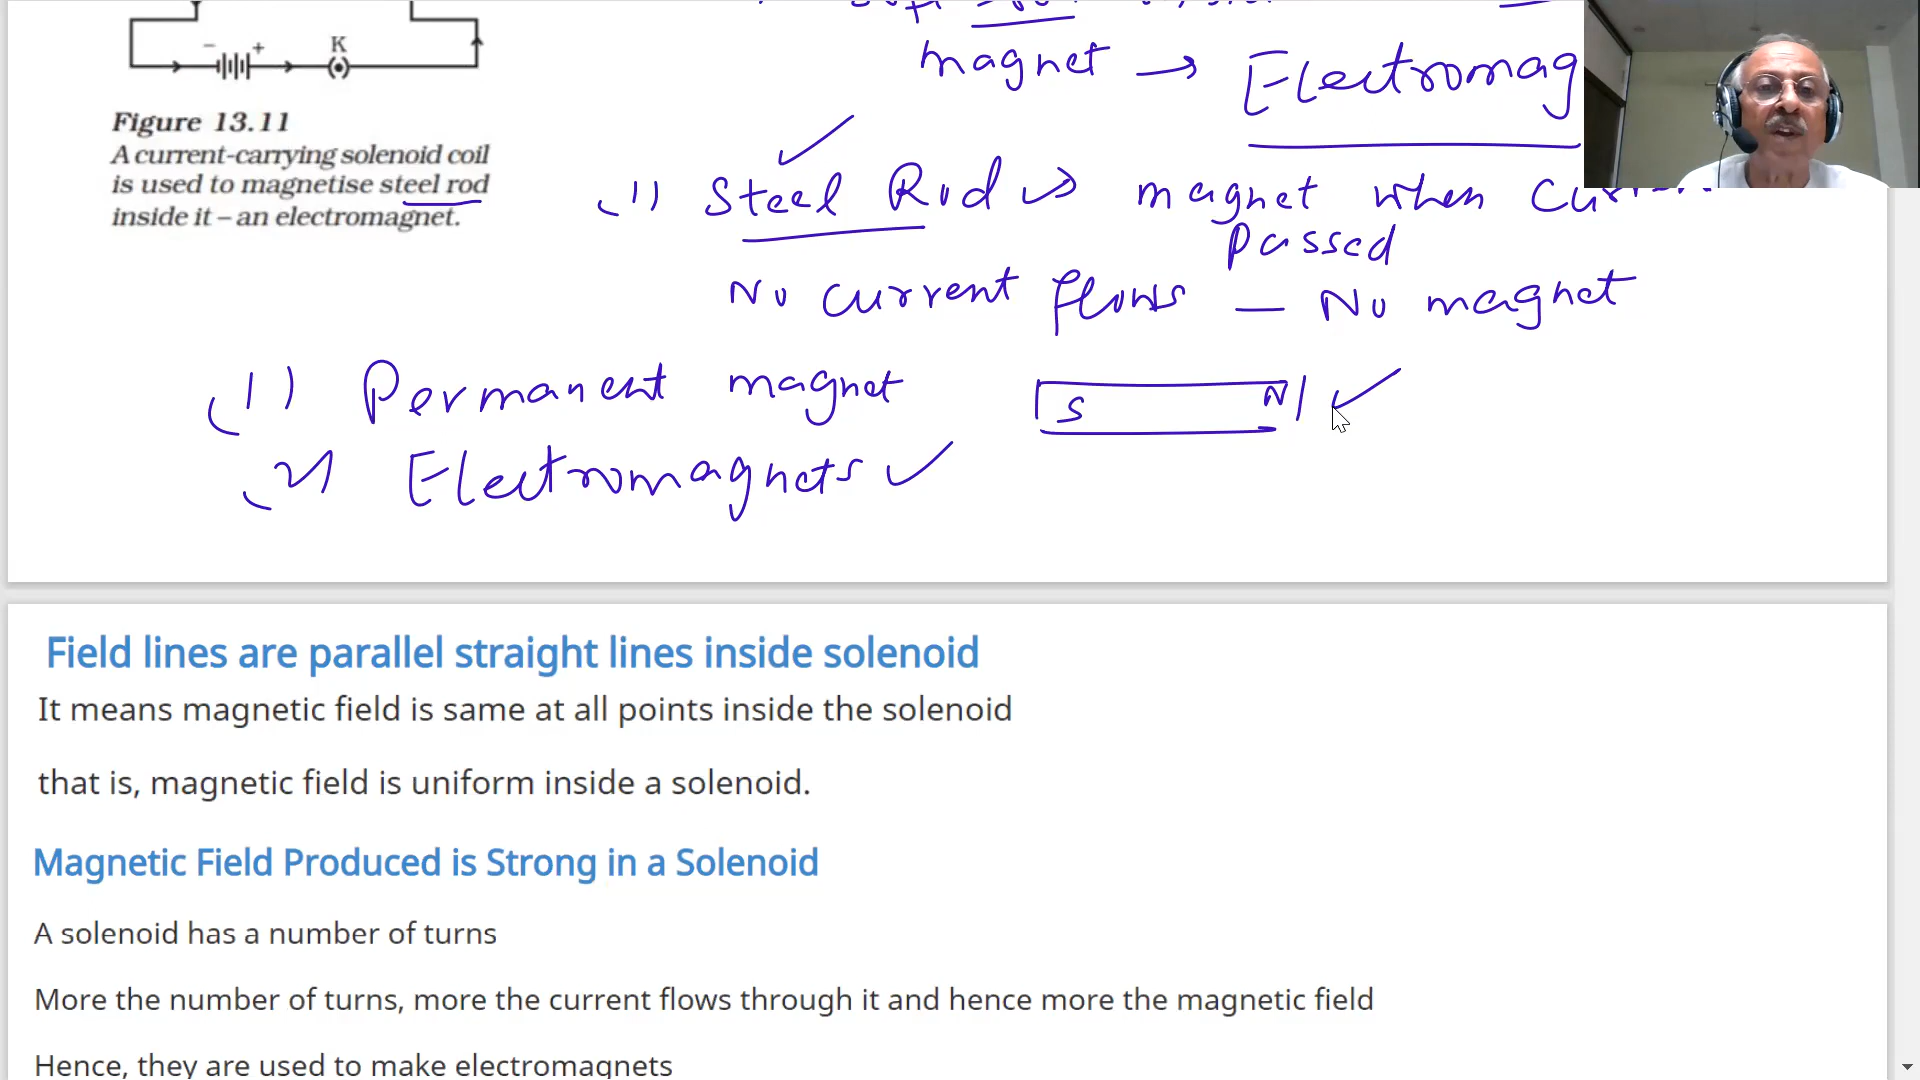 magnet → Electromag
− + K
Figure 13.11
A current-carrying solenoid coil
is used to magnetise steel rod
inside it – an electromagnet.
(1) Steel Rod → magnet when
passed
No current flows — No magnet
(1) Permanent magnet S N
(2) Electromagnets
Field lines are parallel straight lines inside solenoid
It means magnetic field is same at all points inside the solenoid
that is, magnetic field is uniform inside a solenoid.
Magnetic Field Produced is Strong in a Solenoid
A solenoid has a number of turns
More the number of turns, more the current flows through it and hence more the magnetic field
Hence, they are used to make electromagnets